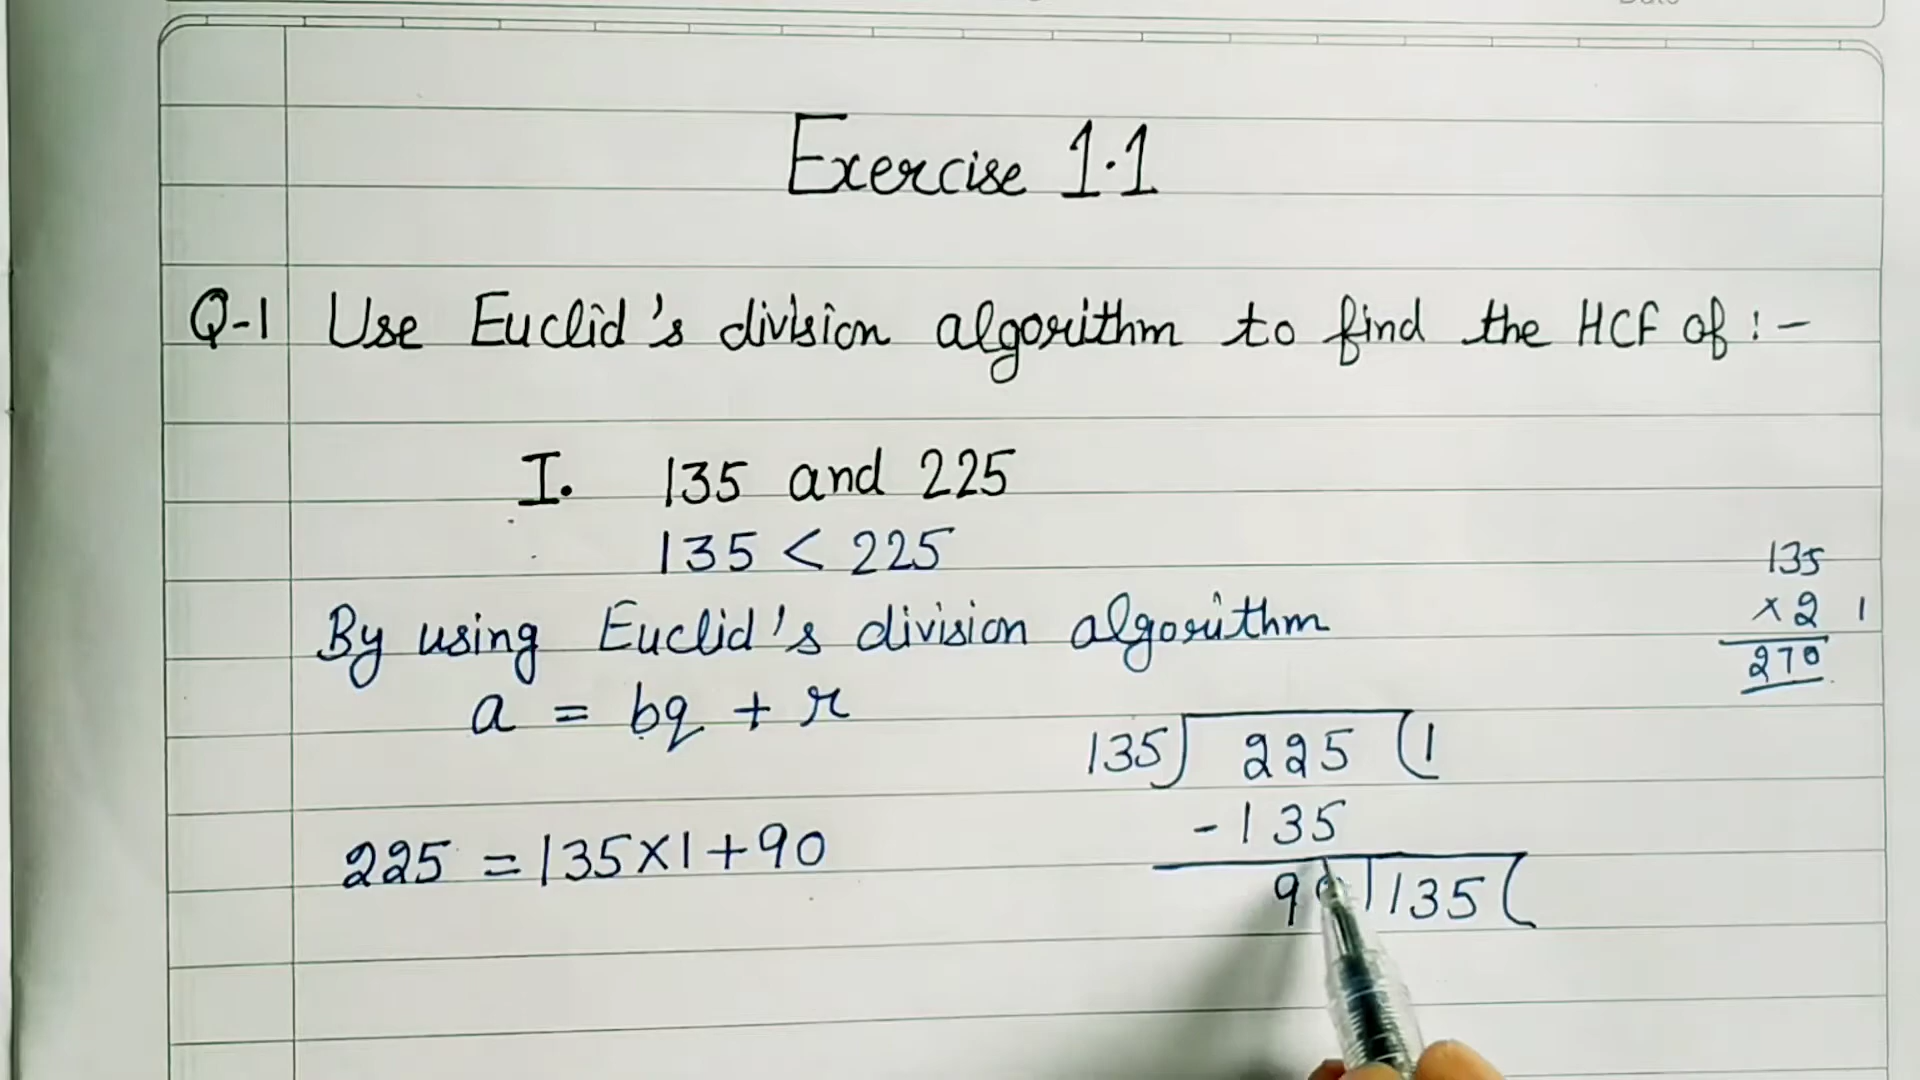 Exercise 1.1
Q-1 Use Euclid's division algorithm to find the HCF of :-
I. 135 and 225
135 < 225
By using Euclid's division algorithm
a = bq + r
225 = 135×1+90
135
×2 1
270
135) 225 (1
-135
90|135(